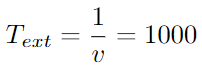 T_{ext} = \frac{1}{v} = 1000